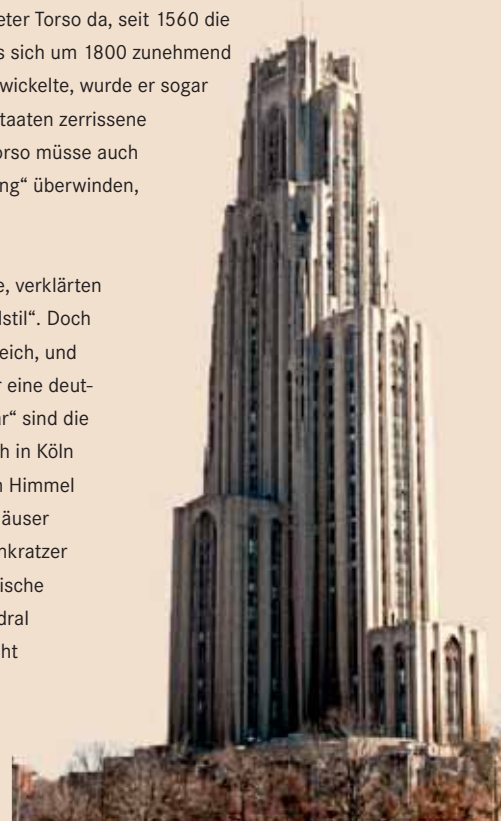 eter Torso da, seit 1560 die
s sich um 1800 zunehmend
wickelte, wurde er sogar
taaten zerrissene
orso müsse auch
ng“ überwinden,
e, verklärten
lstil“. Doch
eich, und
r eine deut-
ar“ sind die
h in Köln
n Himmel
äuser
nkratzer
ische
dral
ht